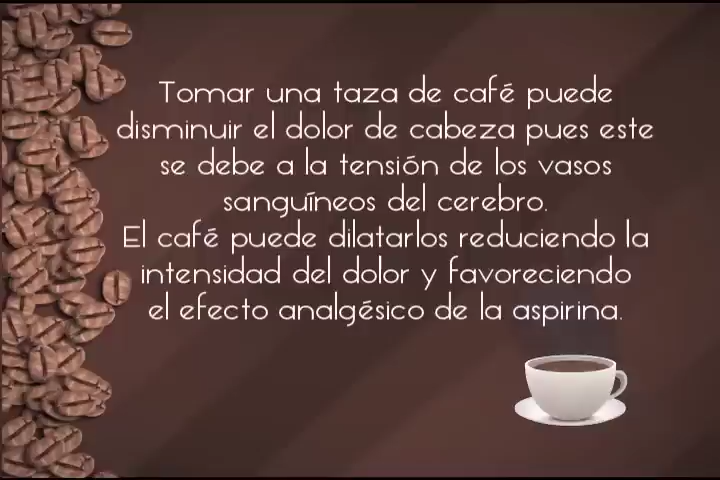 Tomar una taza de café puede
disminuir el dolor de cabeza pues este
se debe a la tensión de los vasos
sanguíneos del cerebro.
El café puede dilatarlos reduciendo la
intensidad del dolor y favoreciendo
el efecto analgésico de la aspirina.